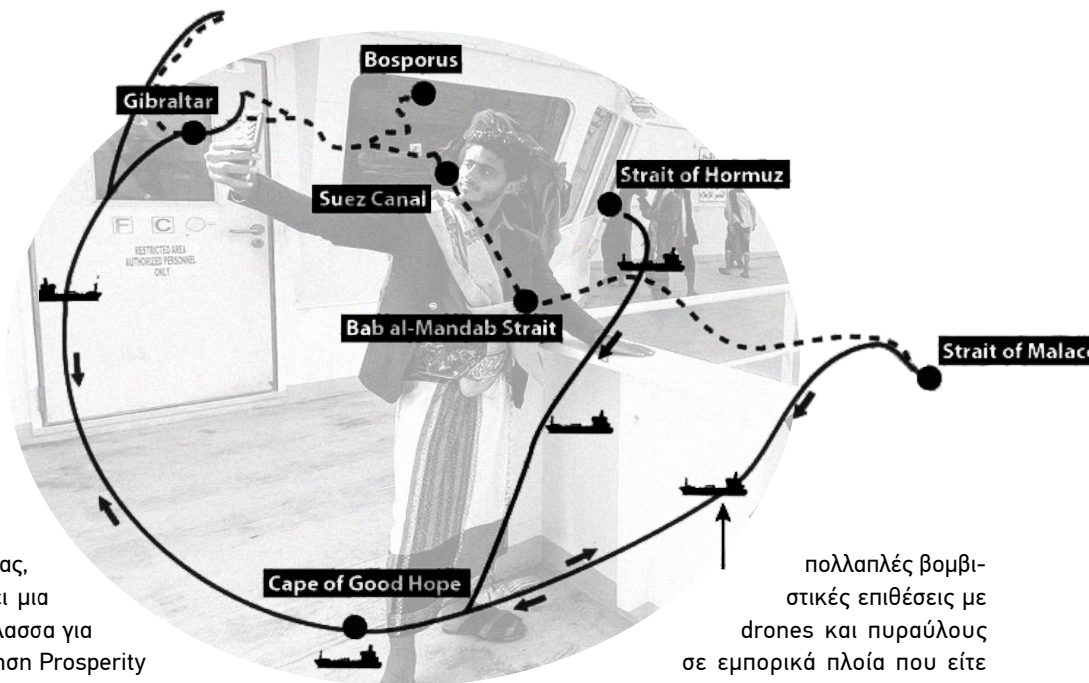 Bosporus
Gibraltar
Strait of Hormuz
Suez Canal
F C
RESTRICTED AREA
AUTHORIZED PERSONNEL
ONLY
Bab al-Mandab Strait
Strait of Malac
Cape of Good Hope
ας,
ει μια
λασσα για
ηση Prosperity
πολλαπλές βομβι-
στικές επιθέσεις με
drones και πυραύλους
σε εμπορικά πλοία που είτε